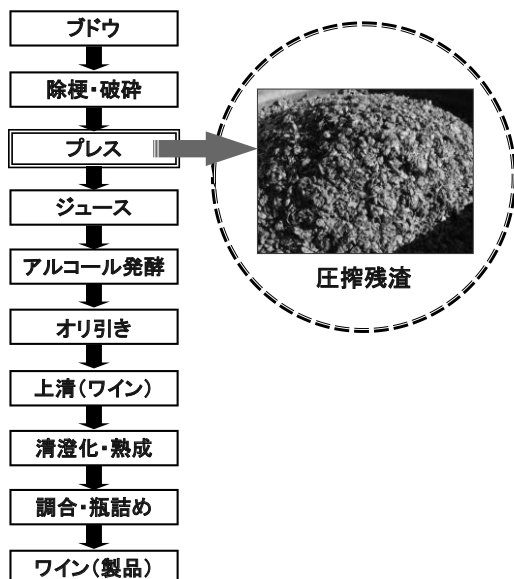 ブドウ
除梗・破砕
プレス
ジュース
アルコール発酵
オリ引き
上清(ワイン)
清澄化・熟成
調合・瓶詰め
ワイン(製品)
圧搾残渣